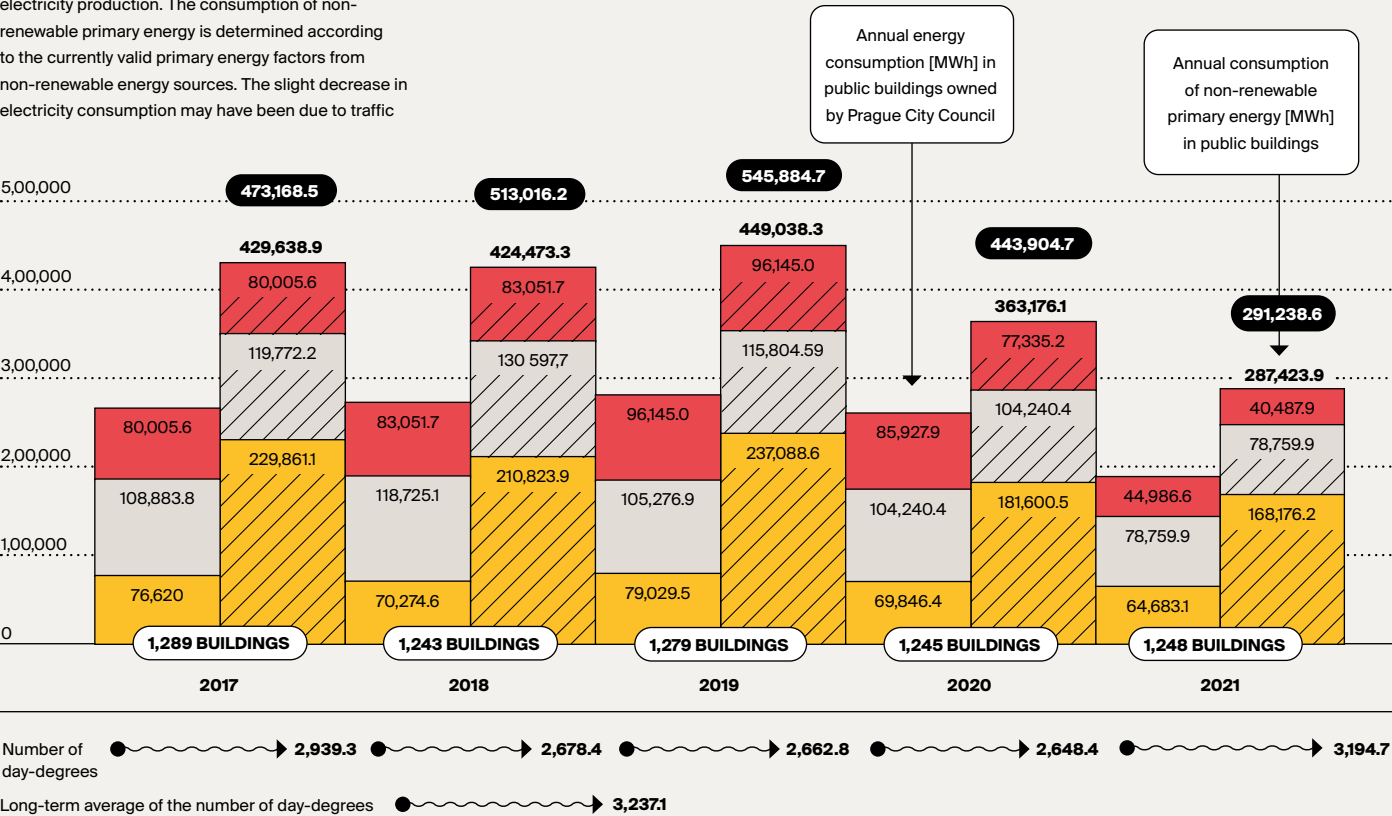 electricity production. The consumption of non-
renewable primary energy is determined according
to the currently valid primary energy factors from
non-renewable energy sources. The slight decrease in
electricity consumption may have been due to traffic
Annual energy
consumption [MWh] in
public buildings owned
by Prague City Council
Annual consumption
of non-renewable
primary energy [MWh]
in public buildings
5,00,000
4,00,000
3,00,000
2,00,000
1,00,000
0
473,168.5
429,638.9
80,005.6
119,772.2
229,861.1
80,005.6
108,883.8
76,620
1,289 BUILDINGS
2017
513,016.2
424,473.3
83,051.7
130 597,7
210,823.9
83,051.7
118,725.1
70,274.6
1,243 BUILDINGS
2018
545,884.7
449,038.3
96,145.0
115,804.59
237,088.6
96,145.0
105,276.9
79,029.5
1,279 BUILDINGS
2019
443,904.7
363,176.1
77,335.2
104,240.4
181,600.5
85,927.9
104,240.4
69,846.4
1,245 BUILDINGS
2020
291,238.6
287,423.9
40,487.9
78,759.9
168,176.2
44,986.6
78,759.9
64,683.1
1,248 BUILDINGS
2021
Number of
day-degrees
2,939.3
2,678.4
2,662.8
2,648.4
3,194.7
Long-term average of the number of day-degrees
3,237.1